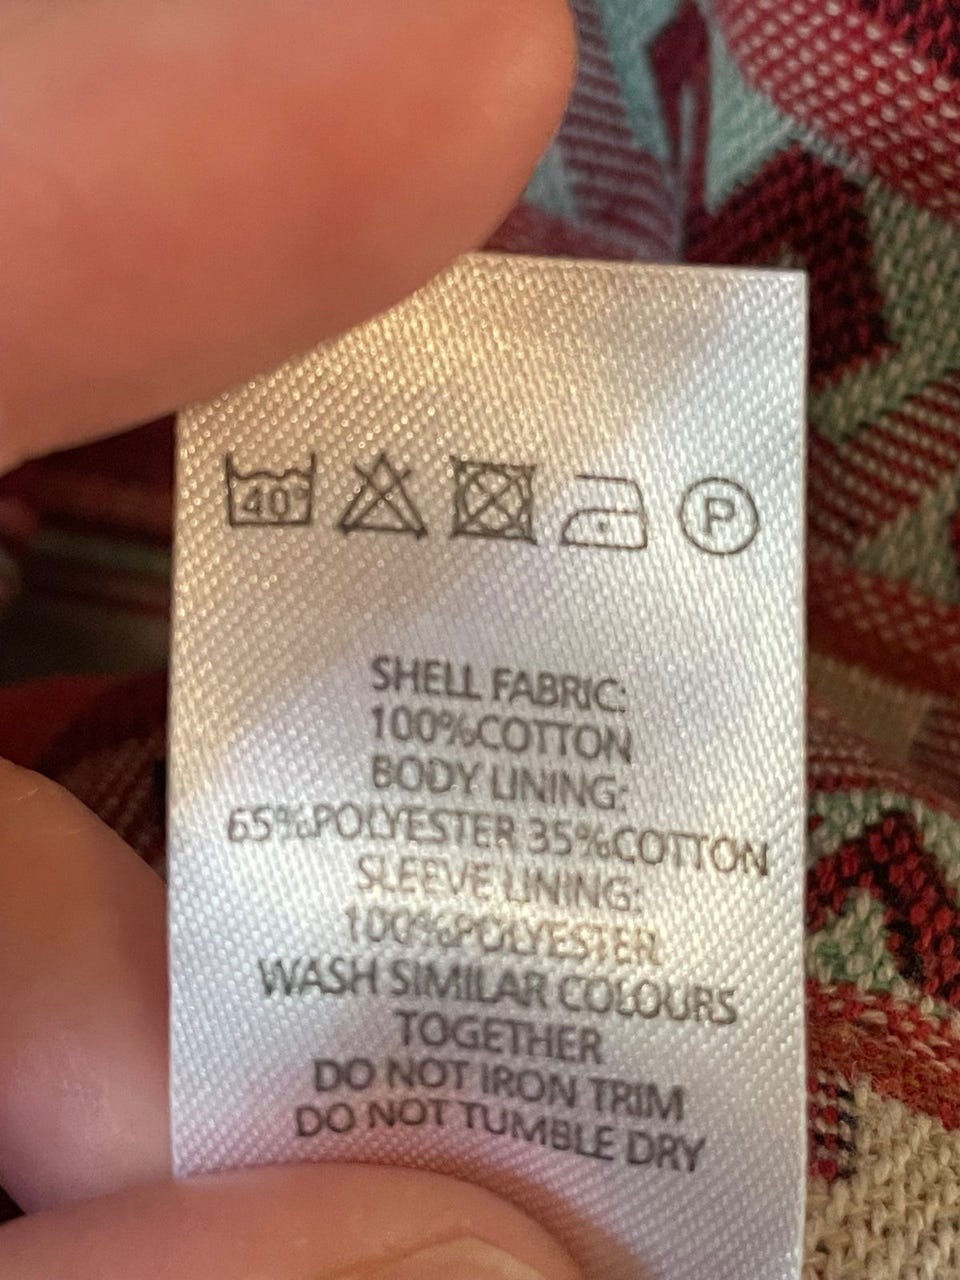 40°
P
SHELL FABRIC:
100%COTTON
BODY LINING:
65%POLYESTER 35%COTTON
SLEEVE LINING:
100%POLYESTER
WASH SIMILAR COLOURS
TOGETHER
DO NOT IRON TRIM
DO NOT TUMBLE DRY